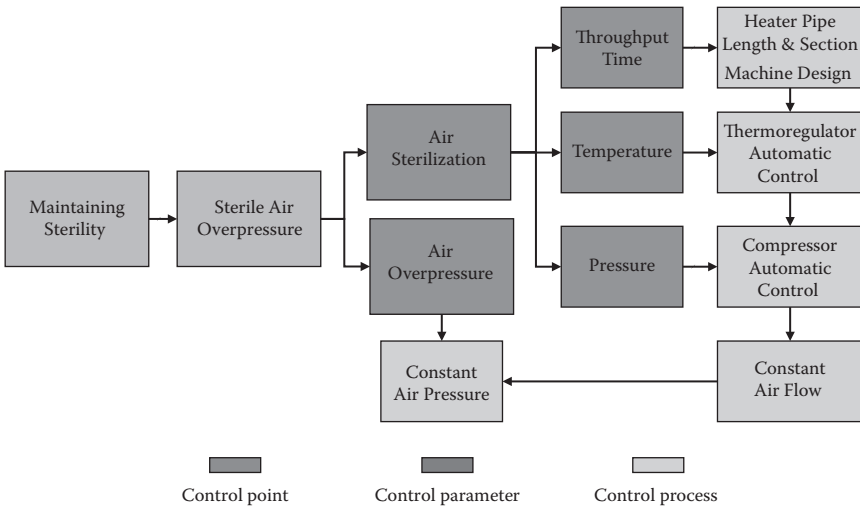 Maintaining
Sterility
Sterile Air
Overpressure
Air
Sterilization
Air
Overpressure
Throughput
Time
Temperature
Pressure
Heater Pipe
Length & Section
Machine Design
Thermoregulator
Automatic
Control
Compressor
Automatic
Control
Constant
Air Flow
Constant
Air Pressure
Control point
Control parameter
Control process